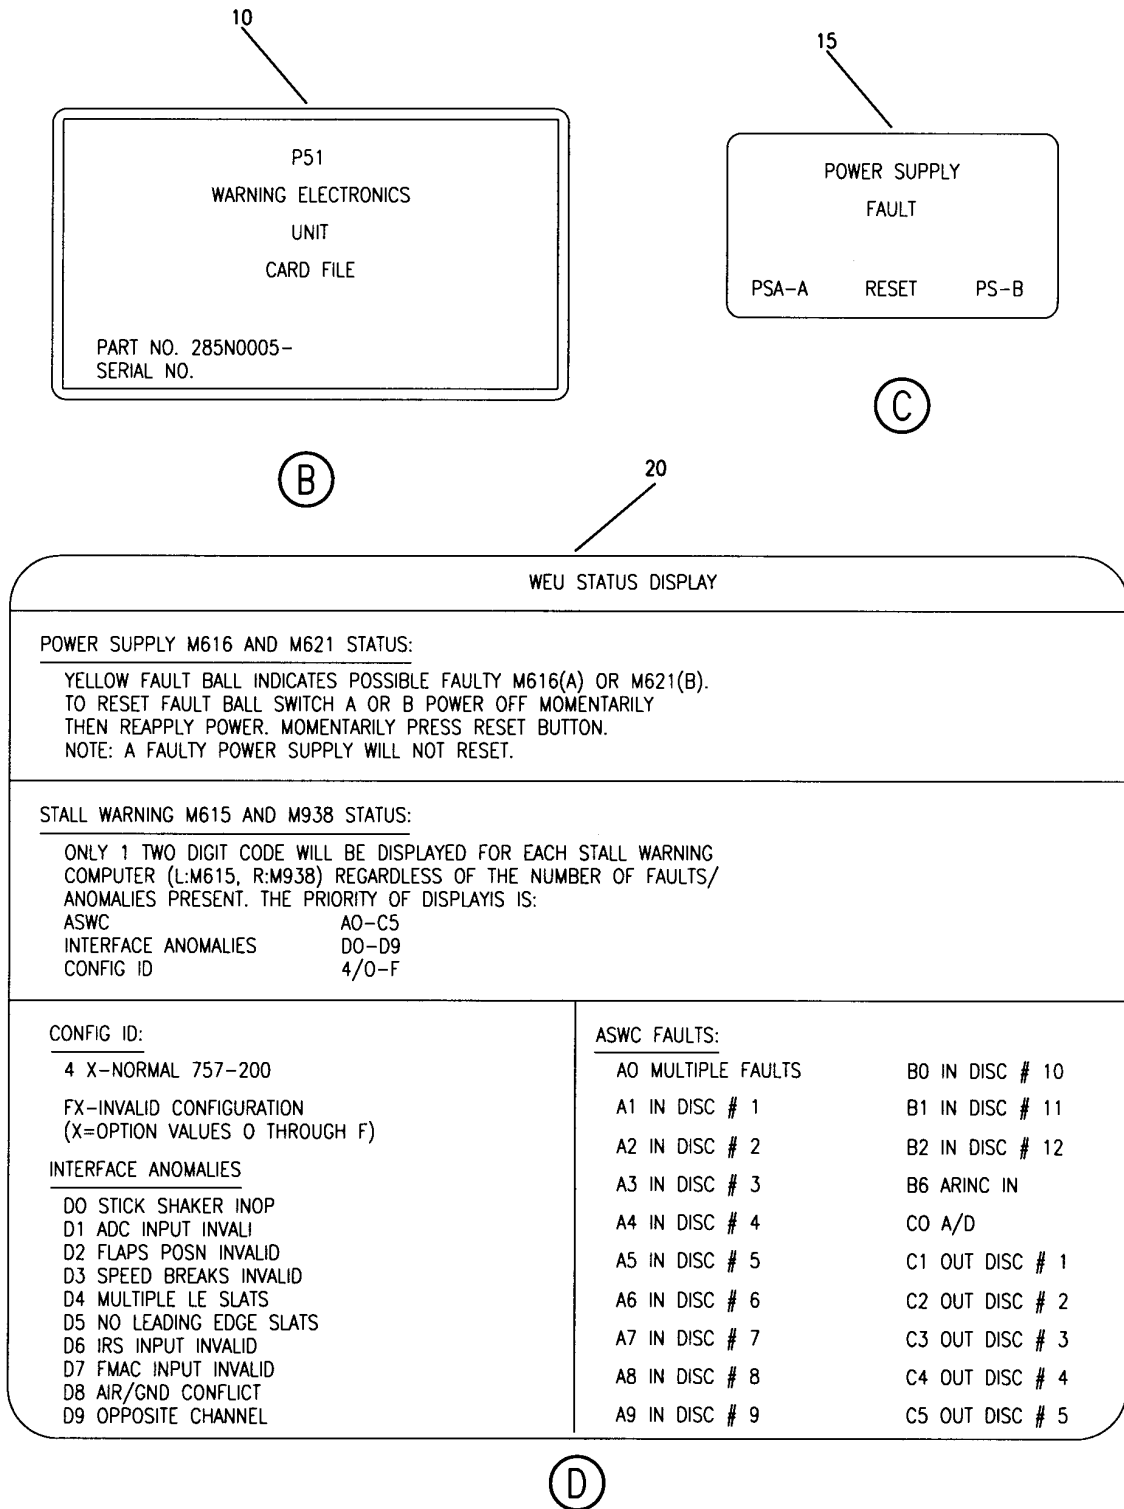 10
P51
WARNING ELECTRONICS
UNIT
CARD FILE
PART NO. 285N0005-
SERIAL NO.
B
15
POWER SUPPLY
FAULT
PSA-A RESET PS-B
C
20
WEU STATUS DISPLAY
POWER SUPPLY M616 AND M621 STATUS:
YELLOW FAULT BALL INDICATES POSSIBLE FAULTY M616(A) OR M621(B).
TO RESET FAULT BALL SWITCH A OR B POWER OFF MOMENTARILY
THEN REAPPLY POWER. MOMENTARILY PRESS RESET BUTTON.
NOTE: A FAULTY POWER SUPPLY WILL NOT RESET.
STALL WARNING M615 AND M938 STATUS:
ONLY 1 TWO DIGIT CODE WILL BE DISPLAYED FOR EACH STALL WARNING
COMPUTER (L:M615, R:M938) REGARDLESS OF THE NUMBER OF FAULTS/
ANOMALIES PRESENT. THE PRIORITY OF DISPLAYIS IS:
ASWC A0-C5
INTERFACE ANOMALIES D0-D9
CONFIG ID 4/0-F
CONFIG ID:
4 X-NORMAL 757-200
FX-INVALID CONFIGURATION
(X=OPTION VALUES 0 THROUGH F)
INTERFACE ANOMALIES
D0 STICK SHAKER INOP
D1 ADC INPUT INVALI
D2 FLAPS POSN INVALID
D3 SPEED BREAKS INVALID
D4 MULTIPLE LE SLATS
D5 NO LEADING EDGE SLATS
D6 IRS INPUT INVALID
D7 FMAC INPUT INVALID
D8 AIR/GND CONFLICT
D9 OPPOSITE CHANNEL
ASWC FAULTS:
A0 MULTIPLE FAULTS
A1 IN DISC # 1
A2 IN DISC # 2
A3 IN DISC # 3
A4 IN DISC # 4
A5 IN DISC # 5
A6 IN DISC # 6
A7 IN DISC # 7
A8 IN DISC # 8
A9 IN DISC # 9
B0 IN DISC # 10
B1 IN DISC # 11
B2 IN DISC # 12
B6 ARINC IN
C0 A/D
C1 OUT DISC # 1
C2 OUT DISC # 2
C3 OUT DISC # 3
C4 OUT DISC # 4
C5 OUT DISC # 5
D